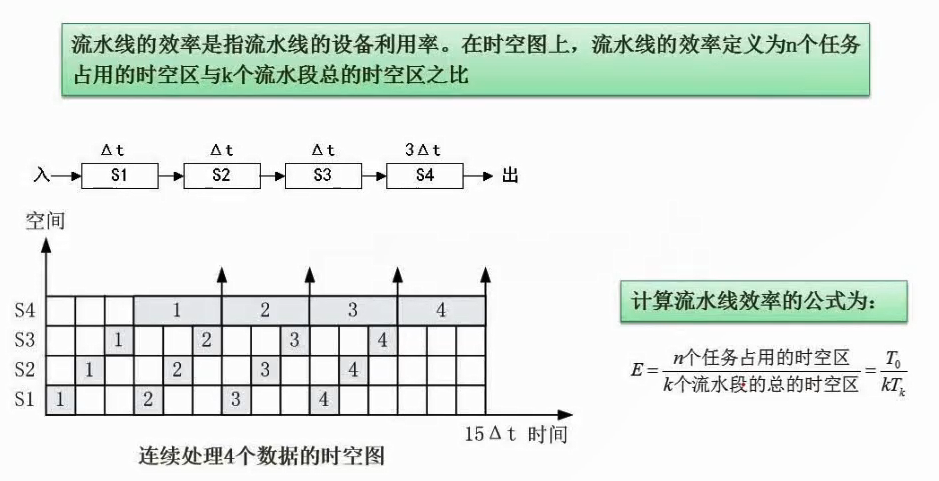 流水线的效率是指流水线的设备利用率。在时空图上，流水线的效率定义为n个任务
占用的时空区与k个流水段总的时空区之比
Δt Δt Δt 3Δt
入 S1 S2 S3 S4 出
空间
S4 1 2 3 4
S3 1 2 3 4
S2 1 2 3 4
S1 1 2 3 4
15Δt 时间
连续处理4个数据的时空图
计算流水线效率的公式为：
E = n个任务占用的时空区 / k个流水段的总的时空区 = T₀ / kTₖ